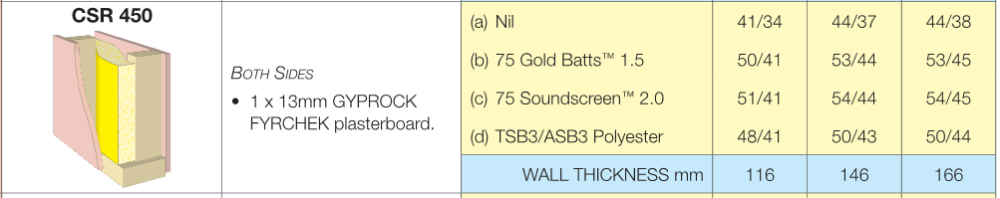 CSR 450
BOTH SIDES
• 1 x 13mm GYPROCK
FYRCHEK plasterboard.
(a) Nil 41/34 44/37 44/38
(b) 75 Gold Batts™ 1.5 50/41 53/44 53/45
(c) 75 Soundscreen™ 2.0 51/41 54/44 54/45
(d) TSB3/ASB3 Polyester 48/41 50/43 50/44
WALL THICKNESS mm 116 146 166